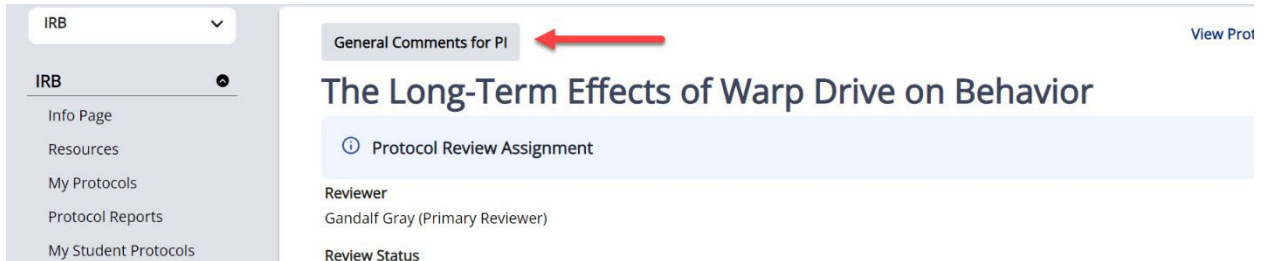 IRB
IRB
Info Page
Resources
My Protocols
Protocol Reports
My Student Protocols
General Comments for PI
View Prot
The Long-Term Effects of Warp Drive on Behavior
Protocol Review Assignment
Reviewer
Gandalf Gray (Primary Reviewer)
Review Status